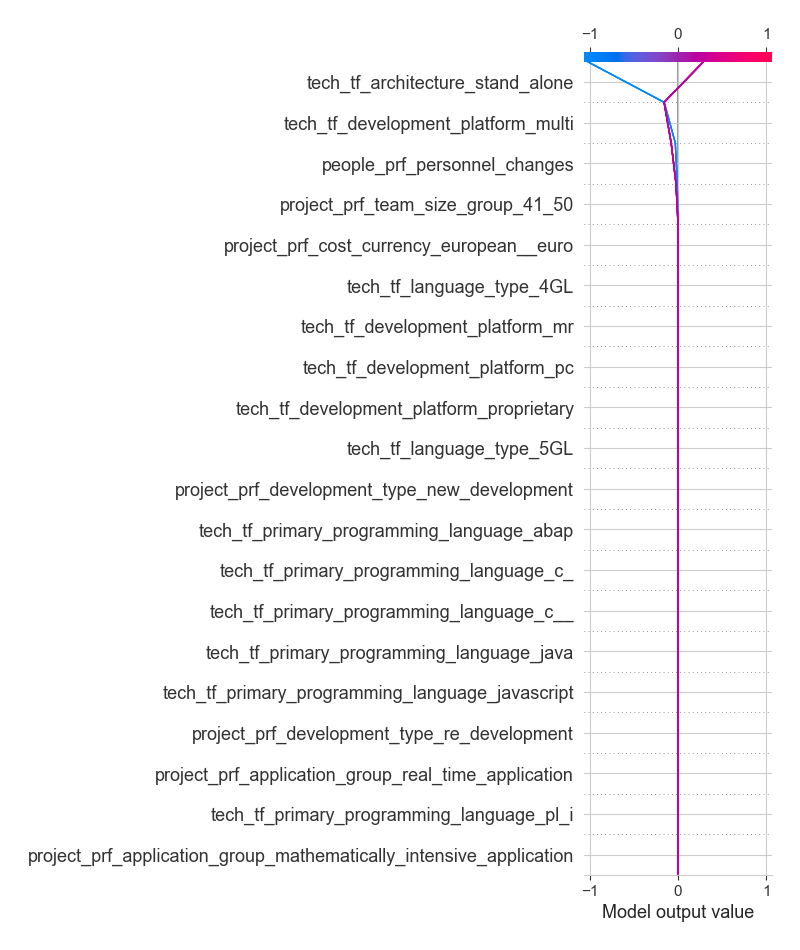 −1 0 1
tech_tf_architecture_stand_alone
tech_tf_development_platform_multi
people_prf_personnel_changes
project_prf_team_size_group_41_50
project_prf_cost_currency_european__euro
tech_tf_language_type_4GL
tech_tf_development_platform_mr
tech_tf_development_platform_pc
tech_tf_development_platform_proprietary
tech_tf_language_type_5GL
project_prf_development_type_new_development
tech_tf_primary_programming_language_abap
tech_tf_primary_programming_language_c_
tech_tf_primary_programming_language_c__
tech_tf_primary_programming_language_java
tech_tf_primary_programming_language_javascript
project_prf_development_type_re_development
project_prf_application_group_real_time_application
tech_tf_primary_programming_language_pl_i
project_prf_application_group_mathematically_intensive_application
−1 0 1
Model output value